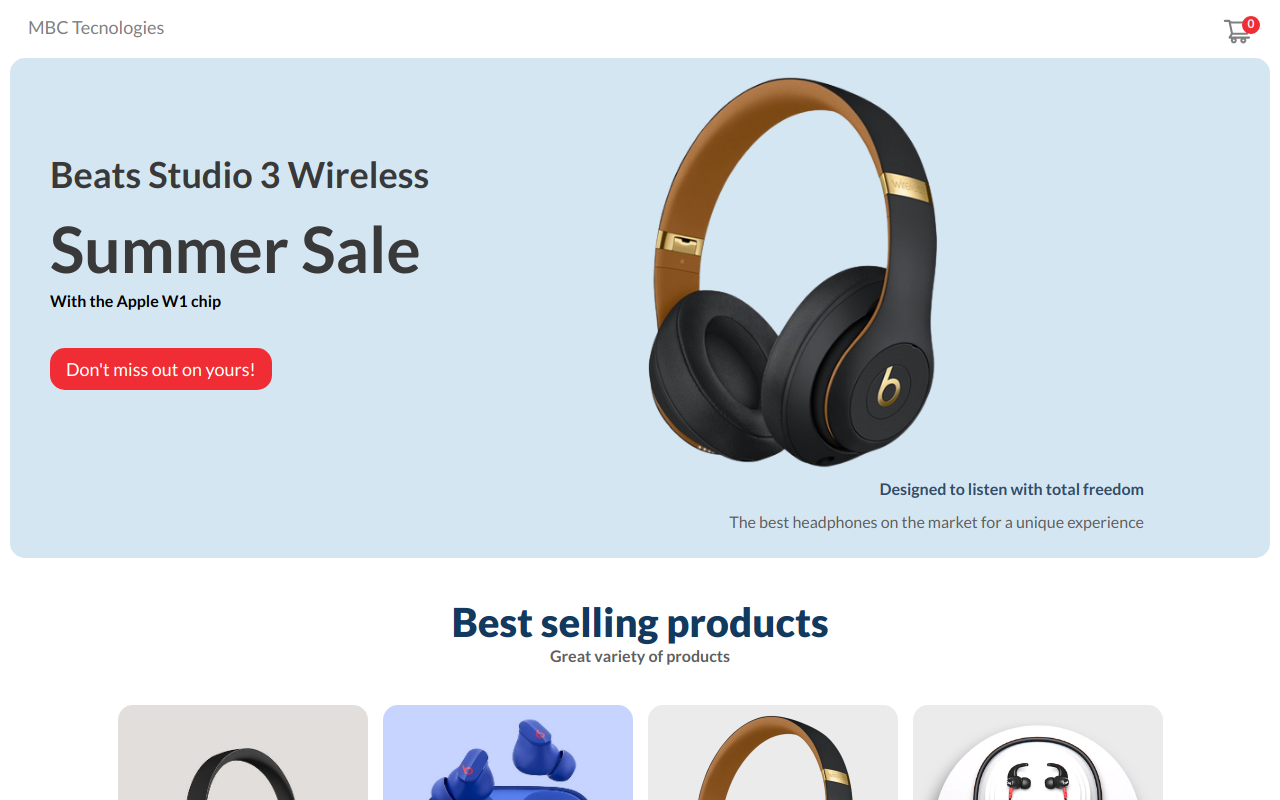 MBC Tecnologies
0
Beats Studio 3 Wireless
Summer Sale
With the Apple W1 chip
Don't miss out on yours!
Designed to listen with total freedom
The best headphones on the market for a unique experience
Best selling products
Great variety of products